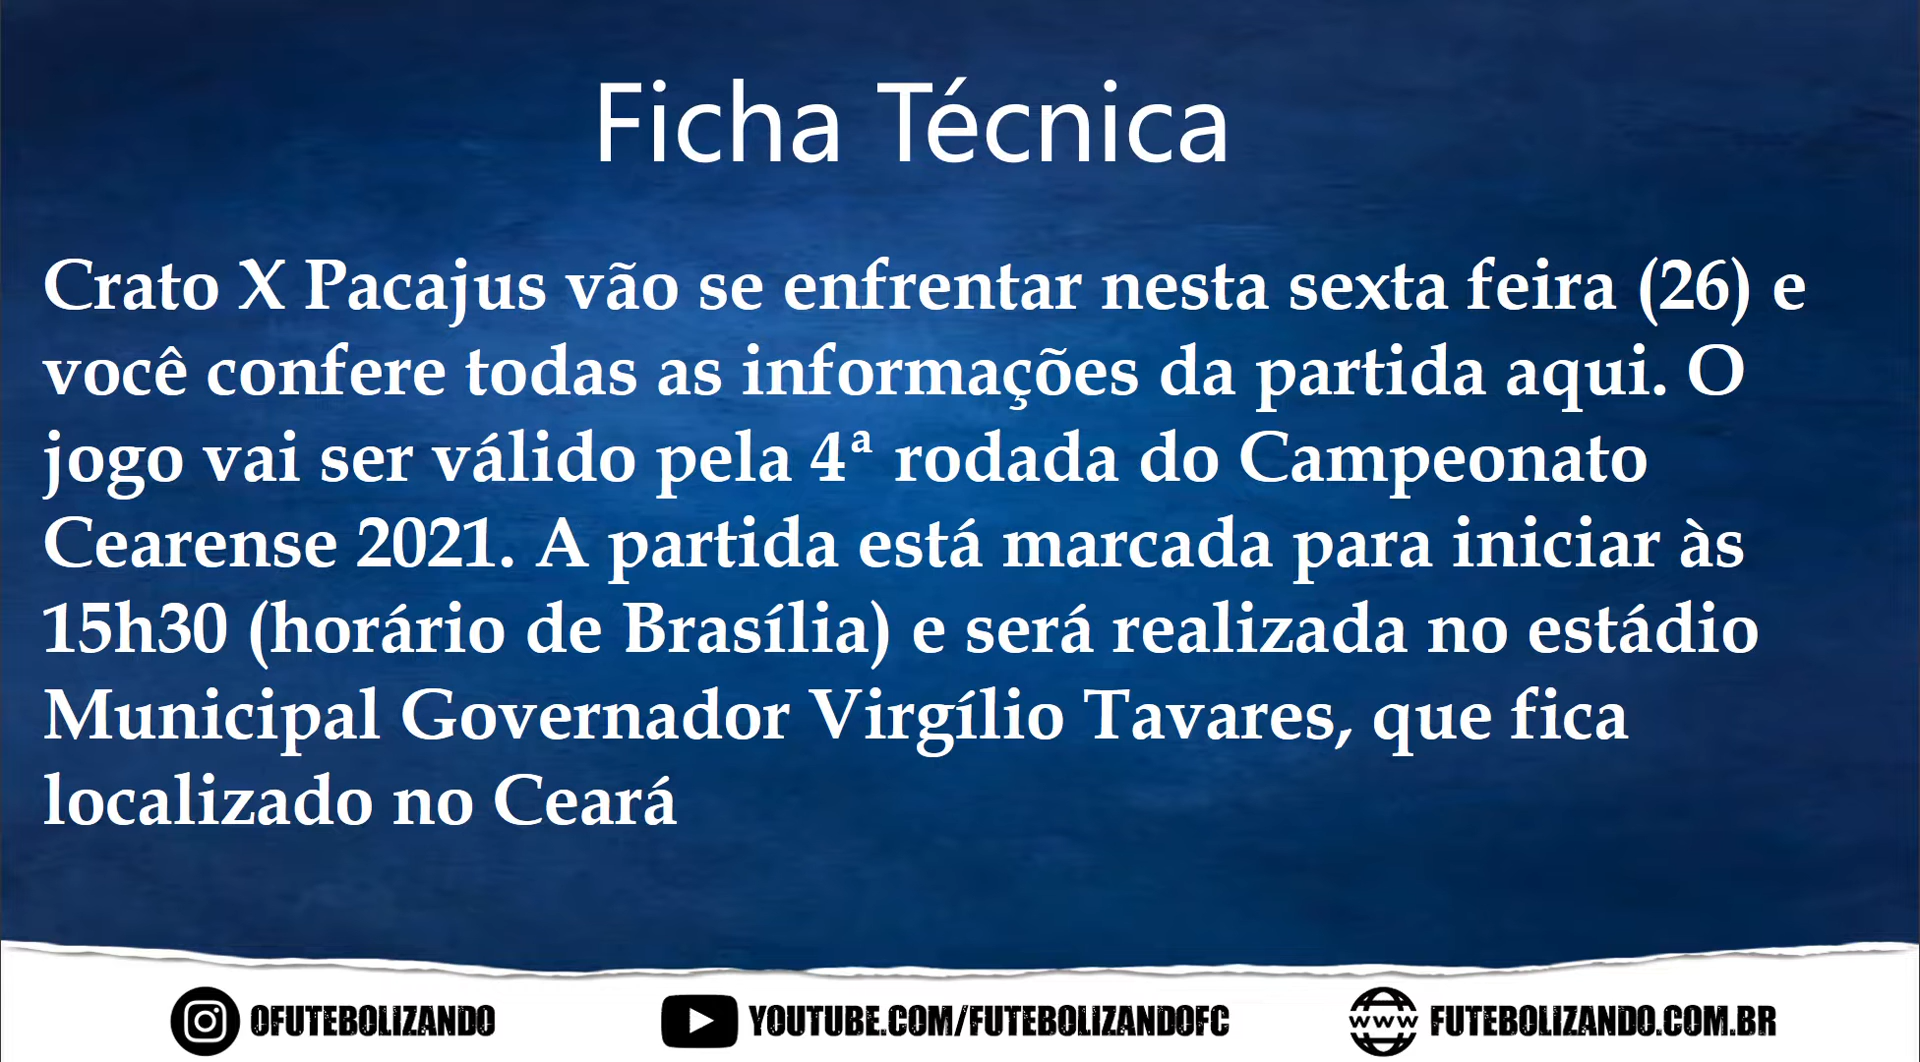 Ficha Técnica
Crato X Pacajus vão se enfrentar nesta sexta feira (26) e
você confere todas as informações da partida aqui. O
jogo vai ser válido pela 4ª rodada do Campeonato
Cearense 2021. A partida está marcada para iniciar às
15h30 (horário de Brasília) e será realizada no estádio
Municipal Governador Virgílio Tavares, que fica
localizado no Ceará
OFUTEBOLIZANDO
YOUTUBE.COM/FUTEBOLIZANDOFC
WWW FUTEBOLIZANDO.COM.BR